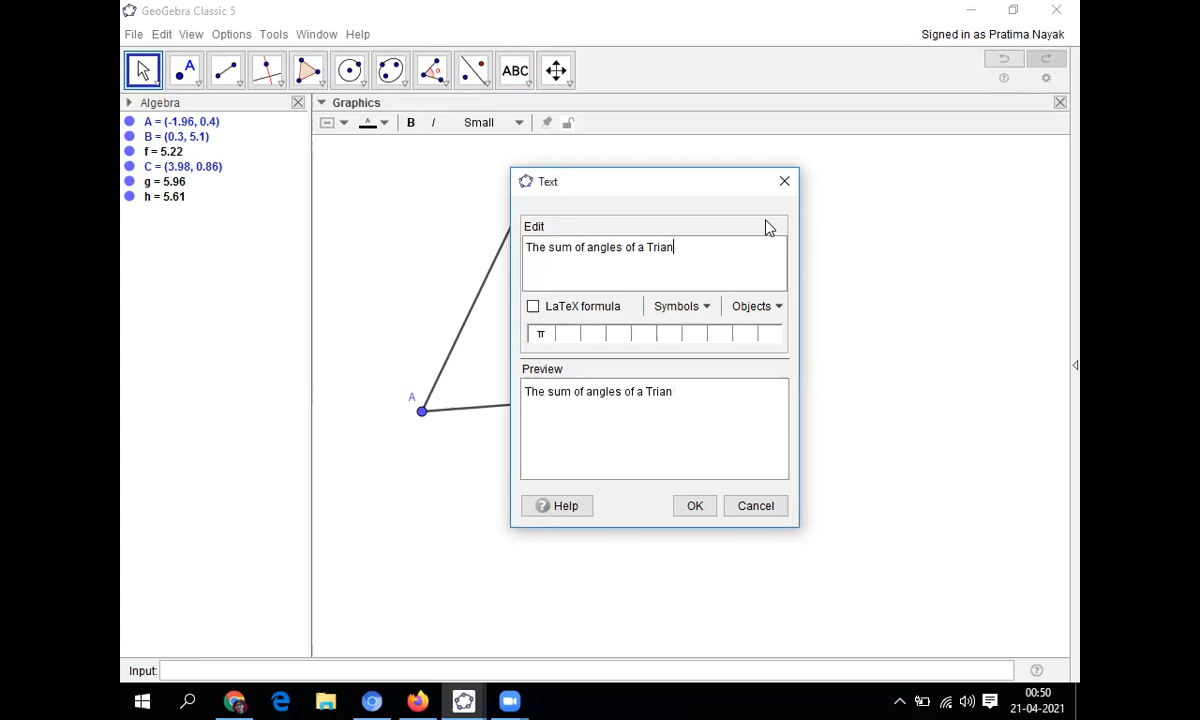 GeoGebra Classic 5
File Edit View Options Tools Window Help
Signed in as Pratima Nayak
A
ABC
Algebra
Graphics
A = (-1.96, 0.4)
B = (0.3, 5.1)
f = 5.22
C = (3.98, 0.86)
g = 5.96
h = 5.61
A B I Small
A
Text
Edit
The sum of angles of a Trian
LaTeX formula Symbols Objects
π
Preview
The sum of angles of a Trian
? Help OK Cancel
Input:
00:50
21-04-2021